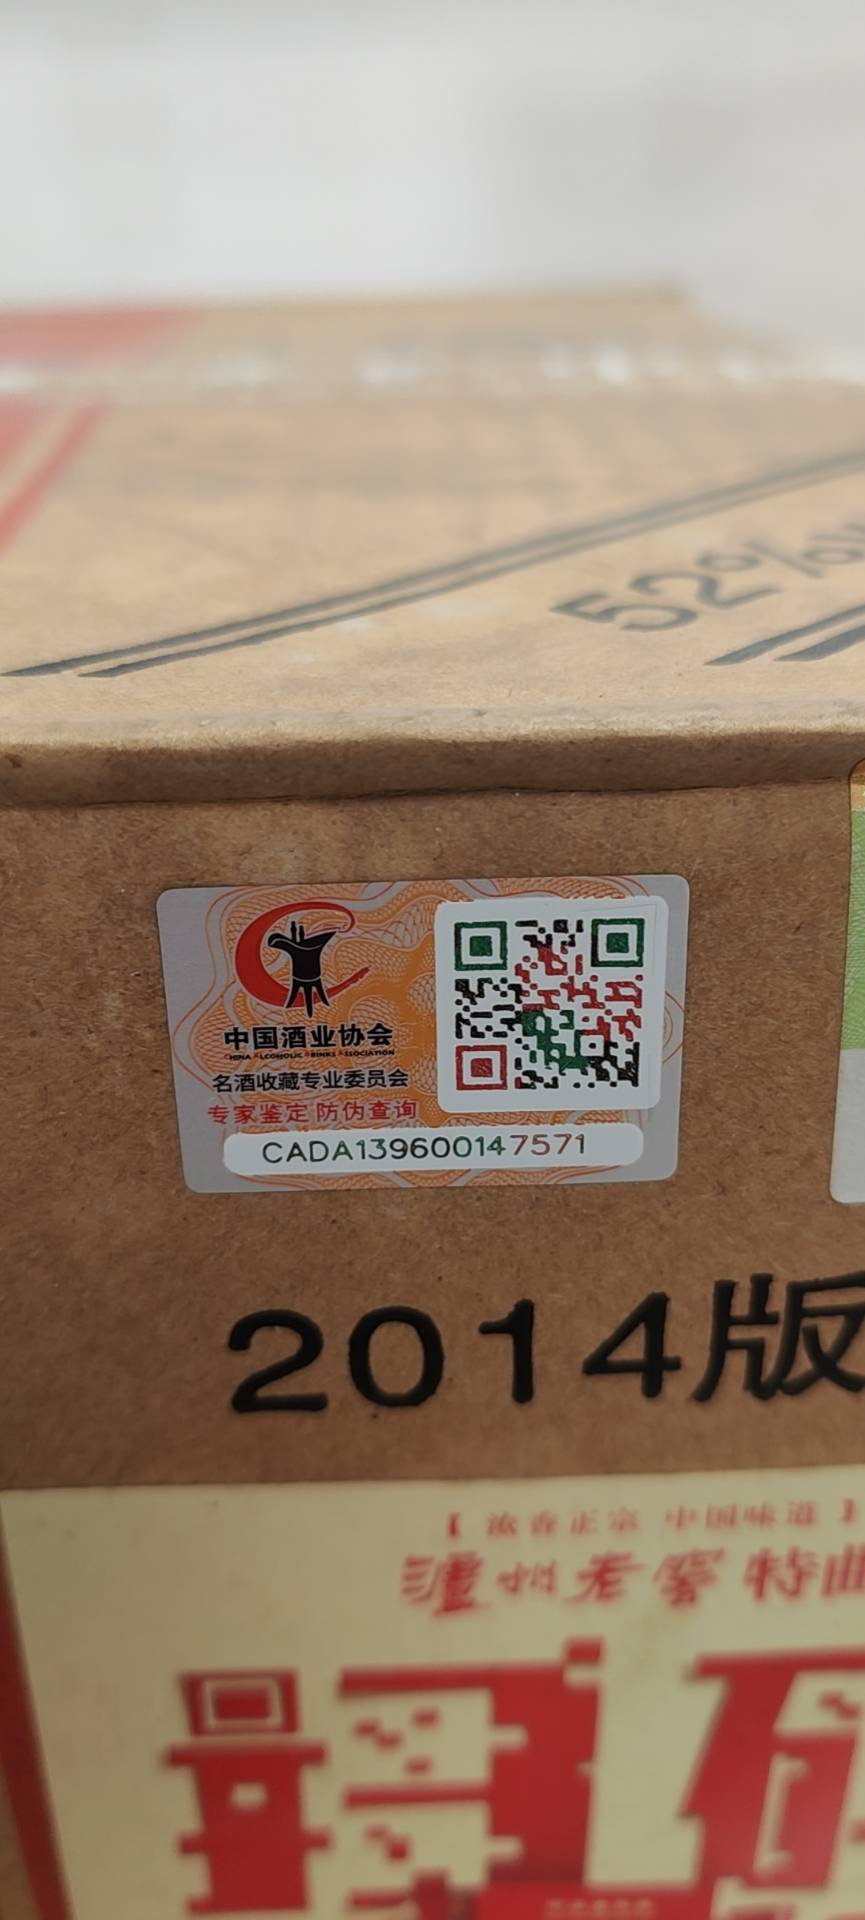 52%
中国酒业协会
CHINA ALCOHOLIC DRINKS ASSOCIATION
名酒收藏专业委员会
专家鉴定 防伪查询
CADA139600147571
2014版
【浓香正宗 中国味道】
泸州老窖特曲